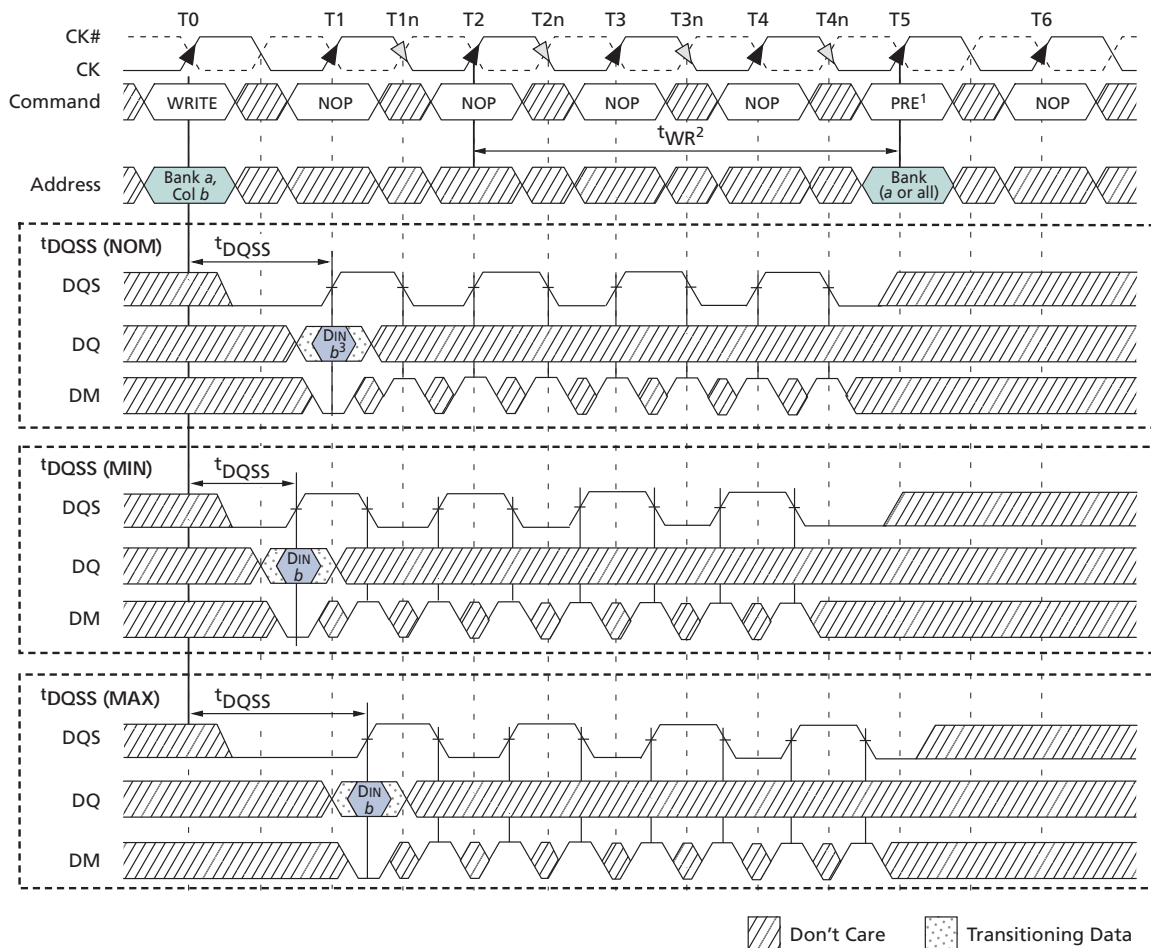 T0 T1 T1n T2 T2n T3 T3n T4 T4n T5 T6
CK#
CK
Command WRITE NOP NOP NOP NOP PRE1 NOP
tWR2
Address Bank a, Col b Bank (a or all)
tDQSS (NOM) tDQSS
DQS
DQ DIN b3
DM
tDQSS (MIN) tDQSS
DQS
DQ DIN b
DM
tDQSS (MAX) tDQSS
DQS
DQ DIN b
DM
Don't Care Transitioning Data